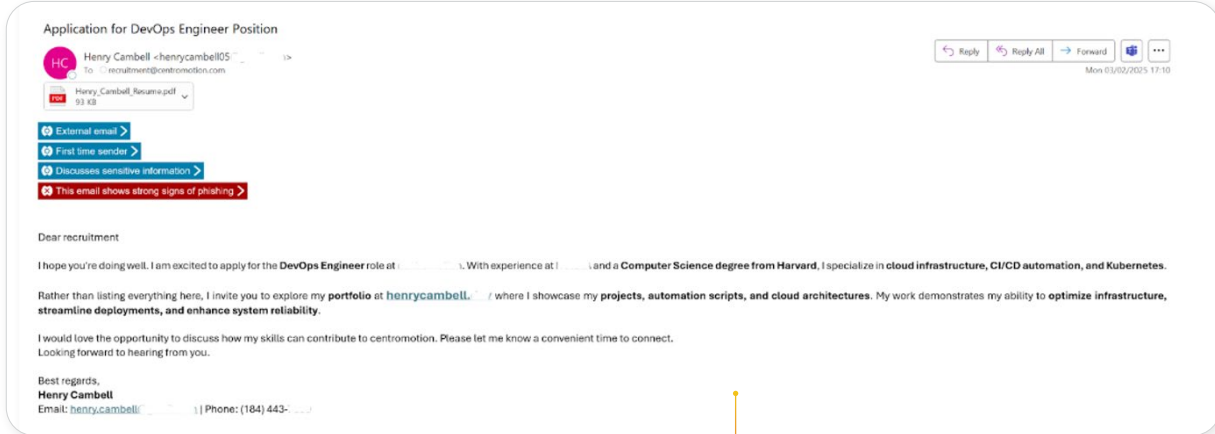 Application for DevOps Engineer Position
HC
Henry Cambell <henrycambell05 >
To recruitment@centromotion.com
Reply
Reply All
Forward
Mon 03/02/2025 17:10
PDF
Henry_Cambell_Resume.pdf
93 KB
External email
First time sender
Discusses sensitive information
This email shows strong signs of phishing
Dear recruitment
I hope you're doing well. I am excited to apply for the DevOps Engineer role at . With experience at and a Computer Science degree from Harvard, I specialize in cloud infrastructure, CI/CD automation, and Kubernetes.
Rather than listing everything here, I invite you to explore my portfolio at henrycambell. where I showcase my projects, automation scripts, and cloud architectures. My work demonstrates my ability to optimize infrastructure,
streamline deployments, and enhance system reliability.
I would love the opportunity to discuss how my skills can contribute to centromotion. Please let me know a convenient time to connect.
Looking forward to hearing from you.
Best regards,
Henry Cambell
Email: henry.cambell | Phone: (184) 443-